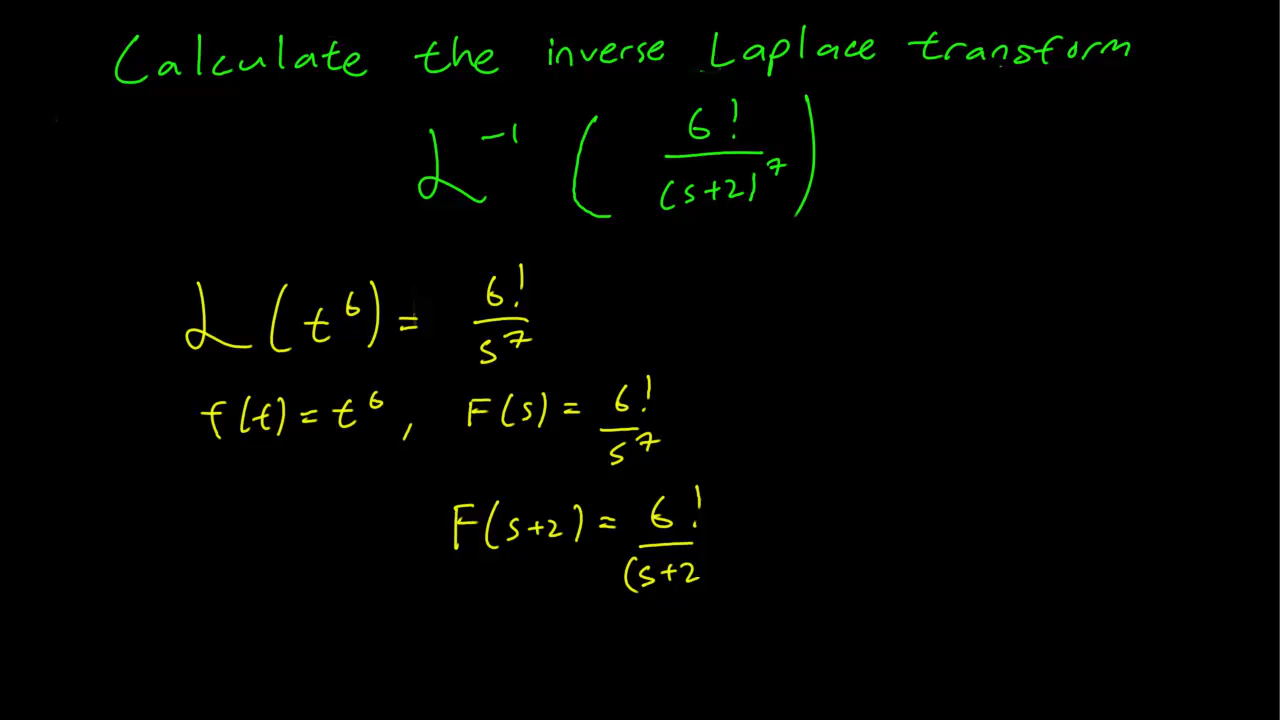 Calculate the inverse Laplace transform
ℒ⁻¹ ( 6! / (s+2)⁷ )
ℒ(t⁶) = 6! / s⁷
f(t) = t⁶ , F(s) = 6! / s⁷
F(s+2) = 6! / (s+2